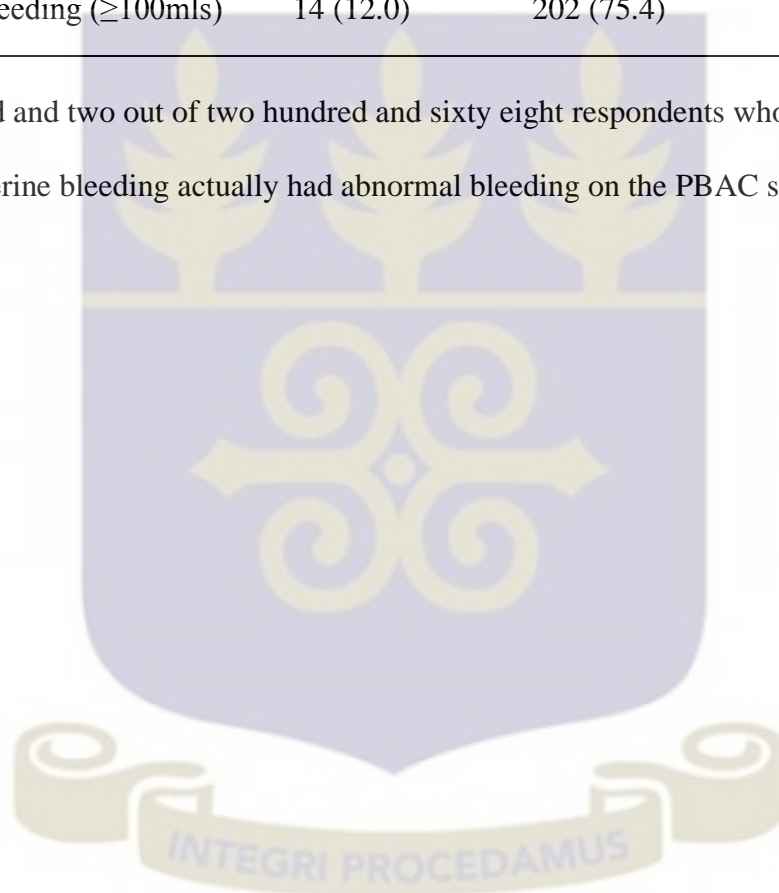 eeding (≥100mls) 14 (12.0) 202 (75.4)
d and two out of two hundred and sixty eight respondents who
erine bleeding actually had abnormal bleeding on the PBAC s
INTEGRI PROCEDAMUS